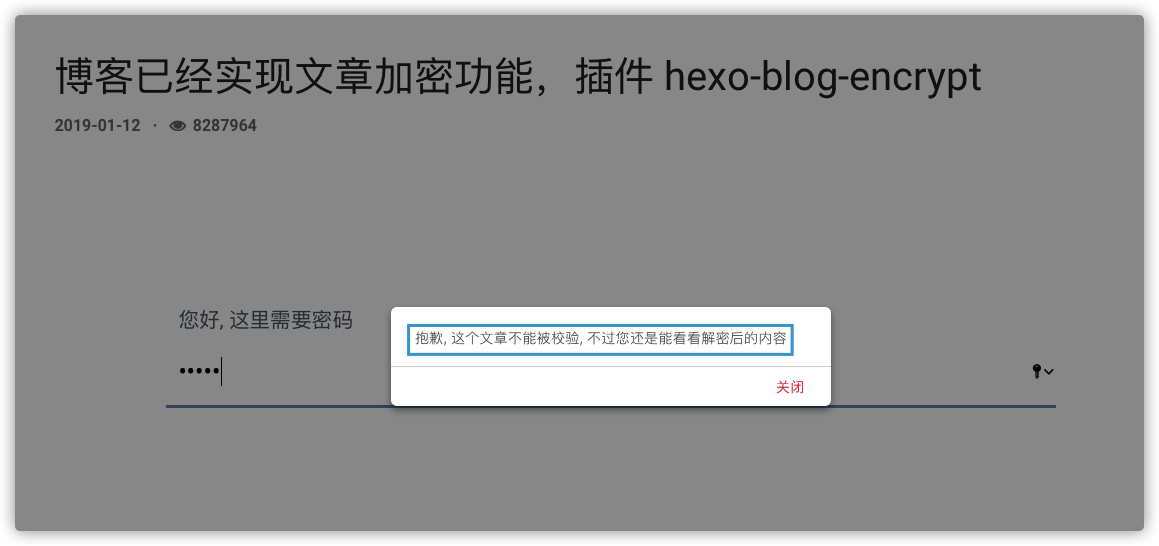 博客已经实现文章加密功能，插件 hexo-blog-encrypt
2019-01-12 · 8287964
您好, 这里需要密码
抱歉, 这个文章不能被校验, 不过您还是能看看解密后的内容
关闭